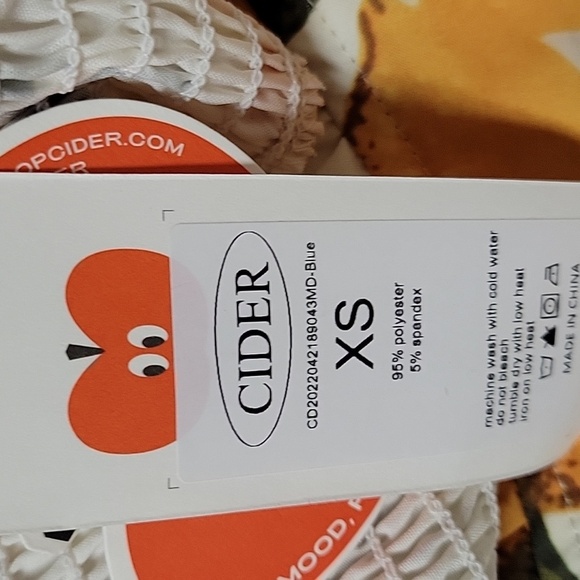 OPCIDER.COM
ER
CIDER
CD2022042189043MD-Blue
XS
95% polyester
5% spandex
machine wash with cold water
do not bleach
tumble dry with low heat
iron on low heat
MADE IN CHINA
MOOD,